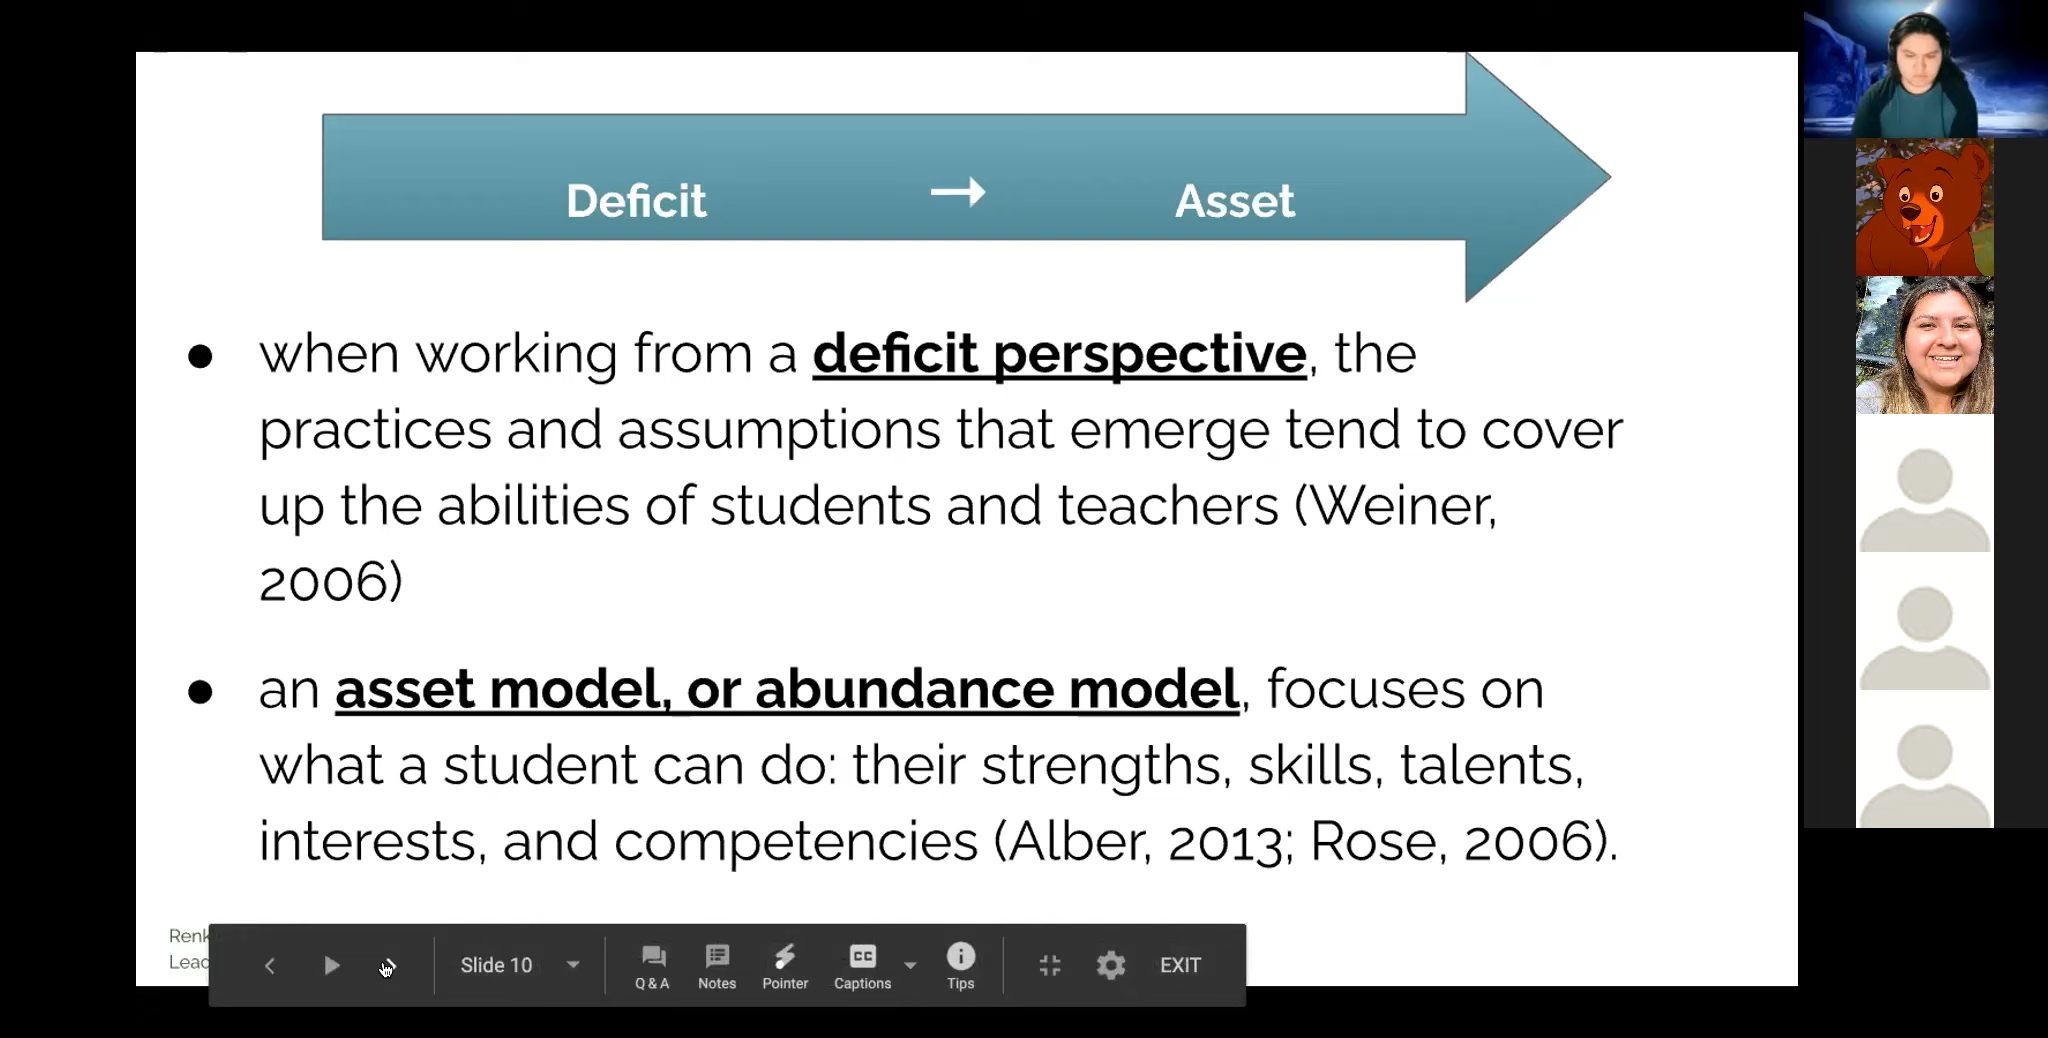 Deficit → Asset
● when working from a deficit perspective, the
practices and assumptions that emerge tend to cover
up the abilities of students and teachers (Weiner,
2006)
● an asset model, or abundance model, focuses on
what a student can do: their strengths, skills, talents,
interests, and competencies (Alber, 2013; Rose, 2006).
Slide 10
Q & A
Notes
Pointer
CC
Captions
Tips
EXIT